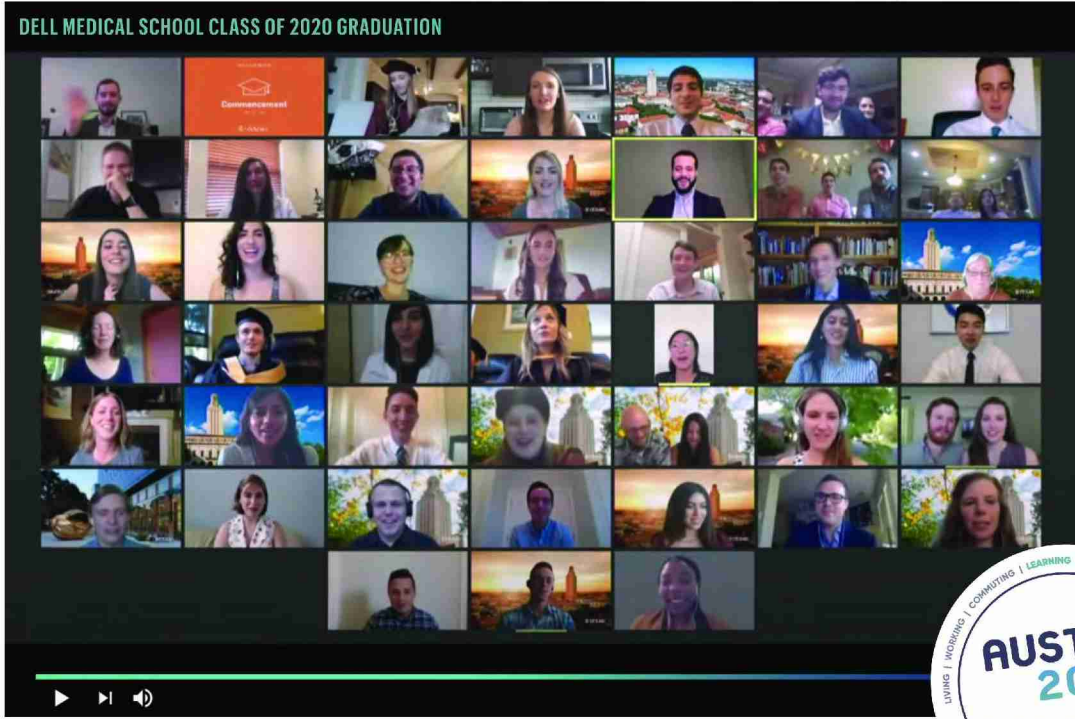 DELL MEDICAL SCHOOL CLASS OF 2020 GRADUATION
Commencement
LIVING | WORKING | COMMUTING | LEARNING
AUST
20